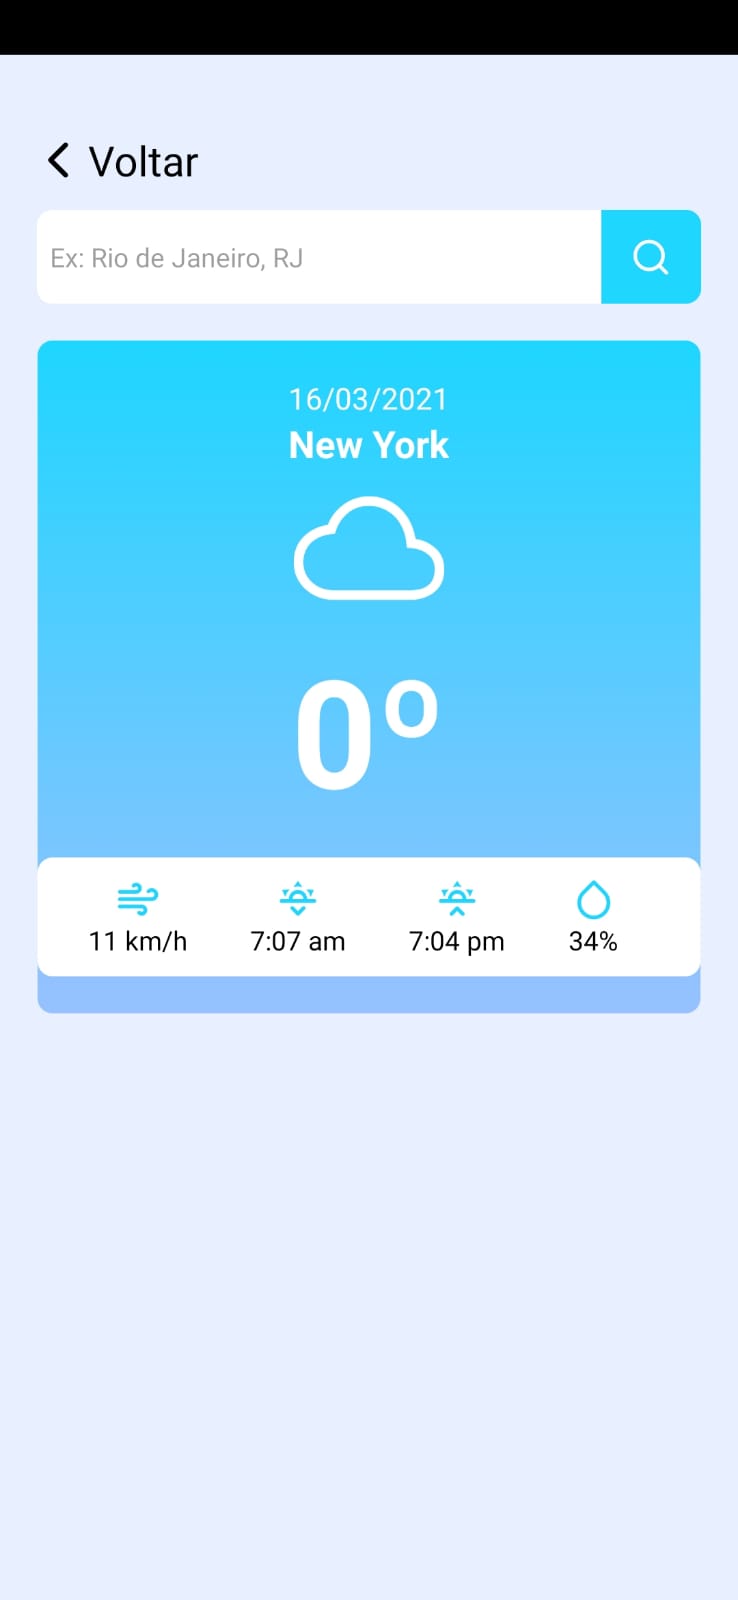 Voltar
Ex: Rio de Janeiro, RJ
16/03/2021
New York
0º
11 km/h 7:07 am 7:04 pm 34%